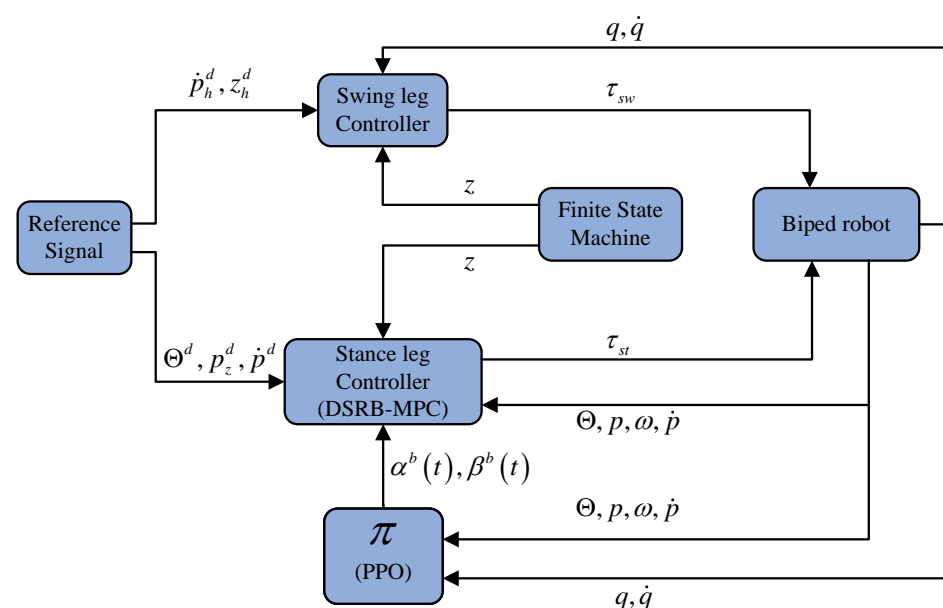 q, q̇
ṗ_h^d, z_h^d
Swing leg
Controller
τ_sw
z
Finite State
Machine
Reference
Signal
Biped robot
z
Θ^d, p_z^d, ṗ^d
Stance leg
Controller
(DSRB-MPC)
τ_st
Θ, p, ω, ṗ
α^b(t), β^b(t)
Θ, p, ω, ṗ
π
(PPO)
q, q̇